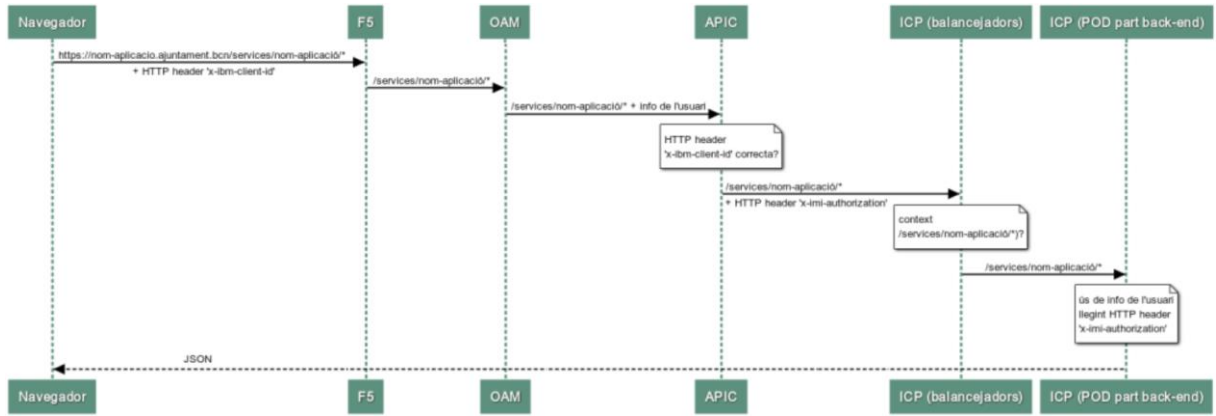 Navegador
F5
OAM
APIC
ICP (balancejadors)
ICP (POD part back-end)
https://nom-aplicacio.ajuntament.bcn/services/nom-aplicació/*
+ HTTP header 'x-ibm-client-id'
/services/nom-aplicació/*
/services/nom-aplicació/* + info de l'usuari
HTTP header
'x-ibm-client-id' correcta?
/services/nom-aplicació/*
+ HTTP header 'x-imi-authorization'
context
/services/nom-aplicació/*)?
/services/nom-aplicació/*
ús de info de l'usuari
llegint HTTP header
'x-imi-authorization'
JSON
Navegador
F5
OAM
APIC
ICP (balancejadors)
ICP (POD part back-end)